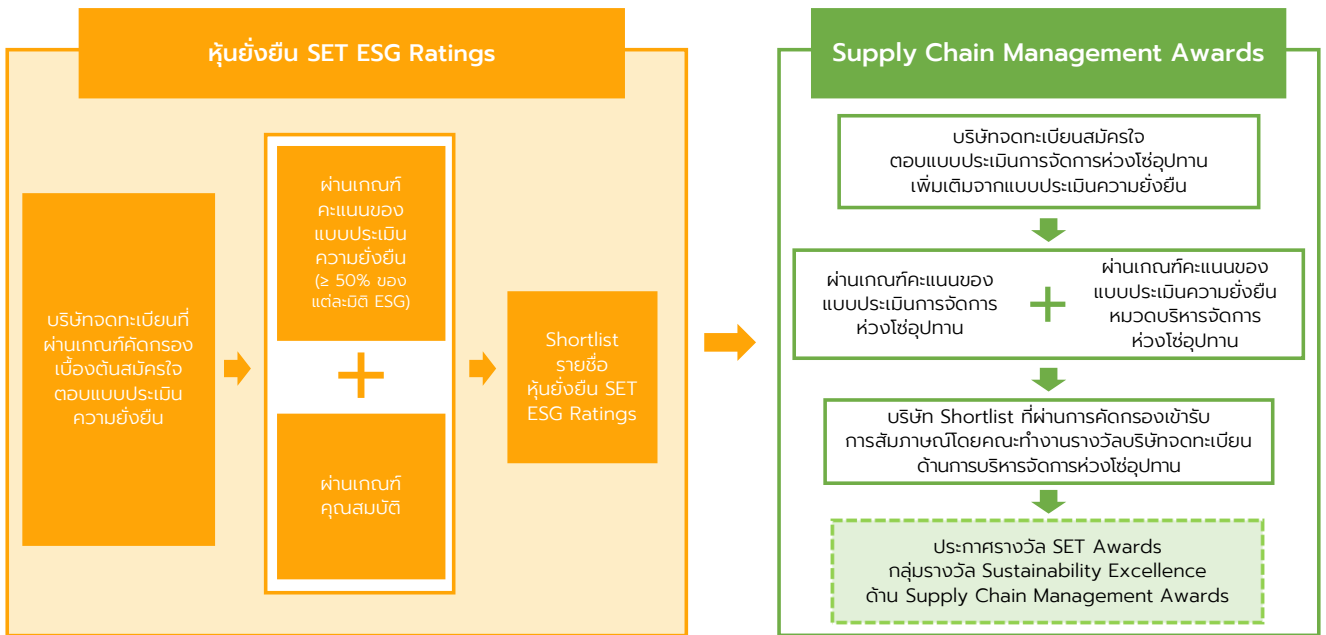 หุ้นยั่งยืน SET ESG Ratings
บริษัทจดทะเบียนที่
ผ่านเกณฑ์คัดกรอง
เบื้องต้นสมัครใจ
ตอบแบบประเมิน
ความยั่งยืน
ผ่านเกณฑ์
คะแนนของ
แบบประเมิน
ความยั่งยืน
(≥ 50% ของ
แต่ละมิติ ESG)
+
ผ่านเกณฑ์
คุณสมบัติ
Shortlist
รายชื่อ
หุ้นยั่งยืน SET
ESG Ratings
Supply Chain Management Awards
บริษัทจดทะเบียนสมัครใจ
ตอบแบบประเมินการจัดการห่วงโซ่อุปทาน
เพิ่มเติมจากแบบประเมินความยั่งยืน
ผ่านเกณฑ์คะแนนของ
แบบประเมินการจัดการ
ห่วงโซ่อุปทาน
+
ผ่านเกณฑ์คะแนนของ
แบบประเมินความยั่งยืน
หมวดบริหารจัดการ
ห่วงโซ่อุปทาน
บริษัท Shortlist ที่ผ่านการคัดกรองเข้ารับ
การสัมภาษณ์โดยคณะทำงานรางวัลบริษัทจดทะเบียน
ด้านการบริหารจัดการห่วงโซ่อุปทาน
ประกาศรางวัล SET Awards
กลุ่มรางวัล Sustainability Excellence
ด้าน Supply Chain Management Awards